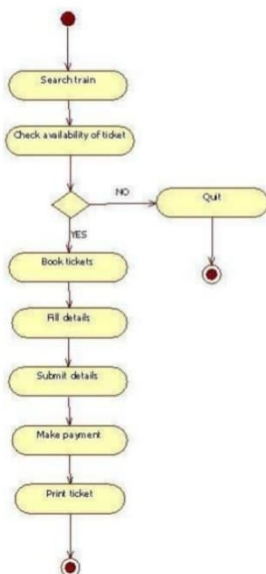 Search train
Check availability of ticket
NO
Quit
YES
Book tickets
Fill details
Submit details
Make payment
Print ticket